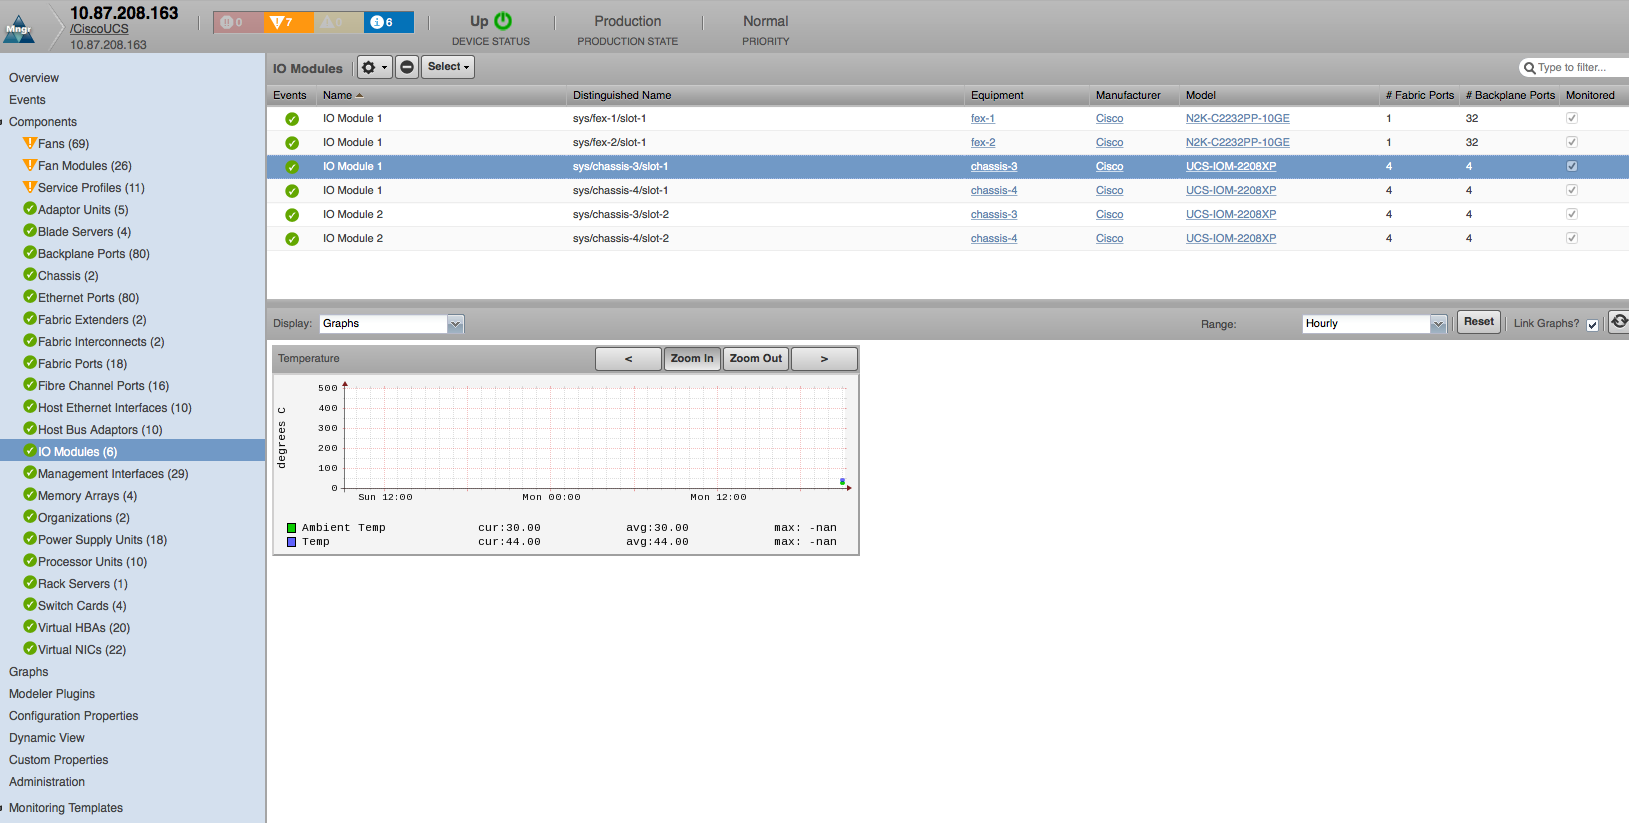 Mngr
10.87.208.163
/CiscoUCS
10.87.208.163
0 7 0 6
Up
DEVICE STATUS
Production
PRODUCTION STATE
Normal
PRIORITY
Overview
Events
Components
Fans (69)
Fan Modules (26)
Service Profiles (11)
Adaptor Units (5)
Blade Servers (4)
Backplane Ports (80)
Chassis (2)
Ethernet Ports (80)
Fabric Extenders (2)
Fabric Interconnects (2)
Fabric Ports (18)
Fibre Channel Ports (16)
Host Ethernet Interfaces (10)
Host Bus Adaptors (10)
IO Modules (6)
Management Interfaces (29)
Memory Arrays (4)
Organizations (2)
Power Supply Units (18)
Processor Units (10)
Rack Servers (1)
Switch Cards (4)
Virtual HBAs (20)
Virtual NICs (22)
Graphs
Modeler Plugins
Configuration Properties
Dynamic View
Custom Properties
Administration
Monitoring Templates
IO Modules Select Type to filter...
Events Name Distinguished Name Equipment Manufacturer Model # Fabric Ports # Backplane Ports Monitored
IO Module 1 sys/fex-1/slot-1 fex-1 Cisco N2K-C2232PP-10GE 1 32
IO Module 1 sys/fex-2/slot-1 fex-2 Cisco N2K-C2232PP-10GE 1 32
IO Module 1 sys/chassis-3/slot-1 chassis-3 Cisco UCS-IOM-2208XP 4 4
IO Module 1 sys/chassis-4/slot-1 chassis-4 Cisco UCS-IOM-2208XP 4 4
IO Module 2 sys/chassis-3/slot-2 chassis-3 Cisco UCS-IOM-2208XP 4 4
IO Module 2 sys/chassis-4/slot-2 chassis-4 Cisco UCS-IOM-2208XP 4 4
Display: Graphs Range: Hourly Reset Link Graphs?
Temperature < Zoom In Zoom Out >
degrees C
500
400
300
200
100
0
Sun 12:00 Mon 00:00 Mon 12:00
Ambient Temp cur:30.00 avg:30.00 max: -nan
Temp cur:44.00 avg:44.00 max: -nan